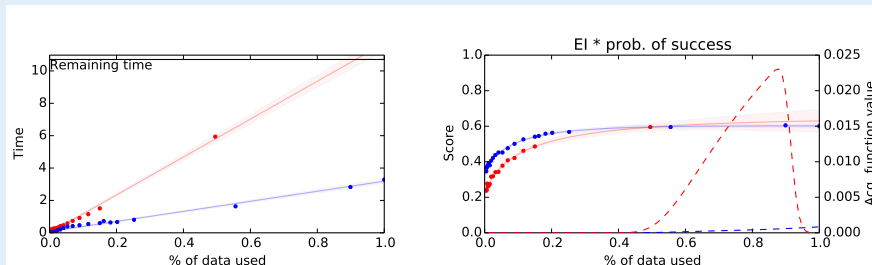 EI * prob. of success
10
8
6
4
2
0
Remaining time
Time
0.0 0.2 0.4 0.6 0.8 1.0
% of data used
1.0
0.8
0.6
0.4
0.2
0.0
Score
0.0 0.2 0.4 0.6 0.8 1.0
% of data used
0.025
0.020
0.015
0.010
0.005
0.000
Acq. function value